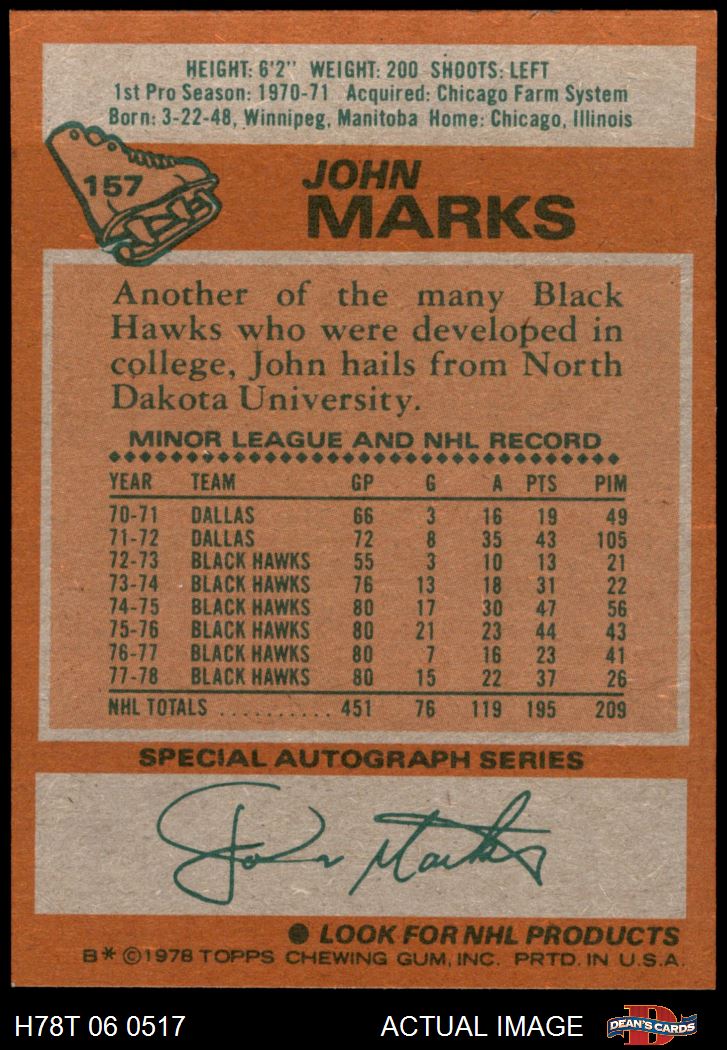 HEIGHT: 6'2" WEIGHT: 200 SHOOTS: LEFT
1st Pro Season: 1970-71 Acquired: Chicago Farm System
Born: 3-22-48, Winnipeg, Manitoba Home: Chicago, Illinois
157
JOHN
MARKS
Another of the many Black
Hawks who were developed in
college, John hails from North
Dakota University.
MINOR LEAGUE AND NHL RECORD
YEAR TEAM GP G A PTS PIM
70-71 DALLAS 66 3 16 19 49
71-72 DALLAS 72 8 35 43 105
72-73 BLACK HAWKS 55 3 10 13 21
73-74 BLACK HAWKS 76 13 18 31 22
74-75 BLACK HAWKS 80 17 30 47 56
75-76 BLACK HAWKS 80 21 23 44 43
76-77 BLACK HAWKS 80 7 16 23 41
77-78 BLACK HAWKS 80 15 22 37 26
NHL TOTALS .......... 451 76 119 195 209
SPECIAL AUTOGRAPH SERIES
John Marks
● LOOK FOR NHL PRODUCTS
B* ©1978 TOPPS CHEWING GUM, INC. PRTD. IN U.S.A.
H78T 06 0517 ACTUAL IMAGE
D
DEAN'S CARDS